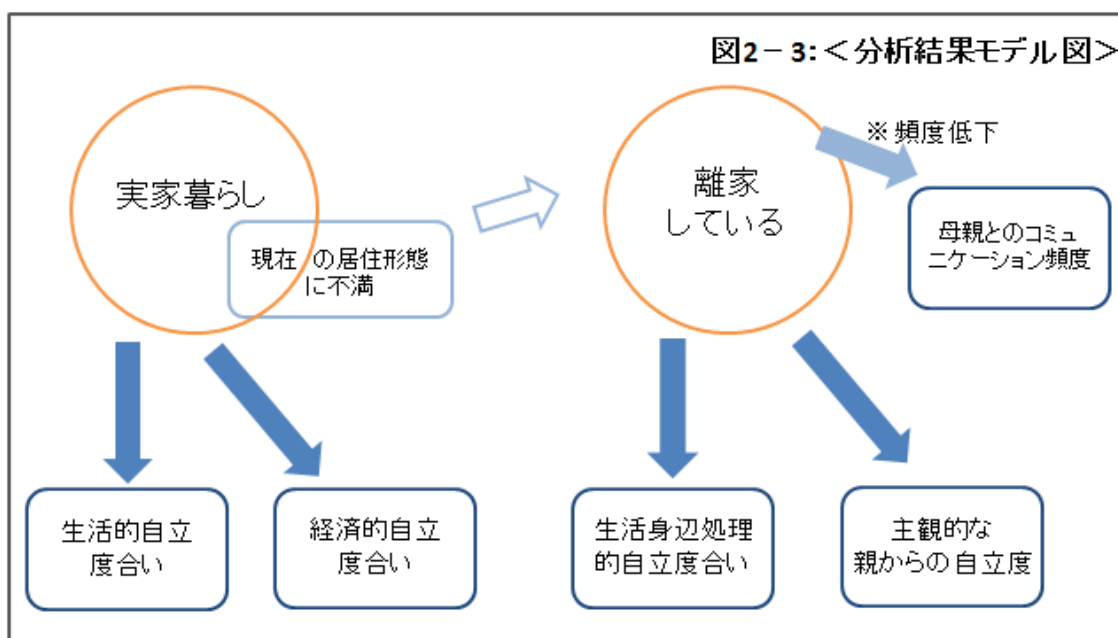 図2－3:＜分析結果モデル図＞
実家暮らし
現在 の居住形態
に不満
離家
している
※頻度低下
母親とのコミュ
ニケーション頻度
生活的自立
度合い
経済的自立
度合い
生活身辺処理
的自立度合い
主観的な
親からの自立度